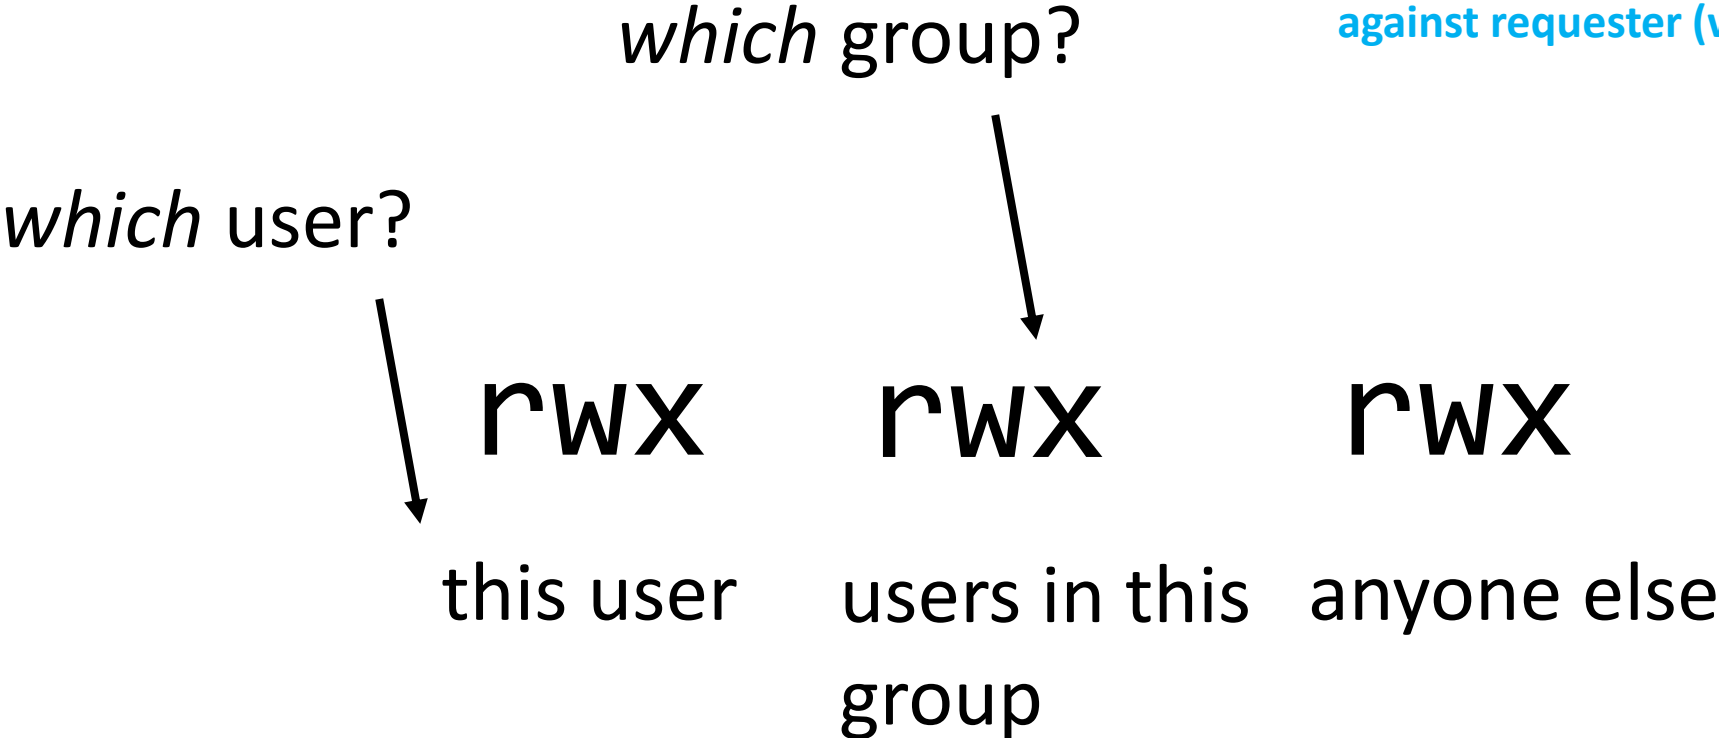 which group?
against requester (
which user?
rwx rwx rwx
this user
users in this
group
anyone else